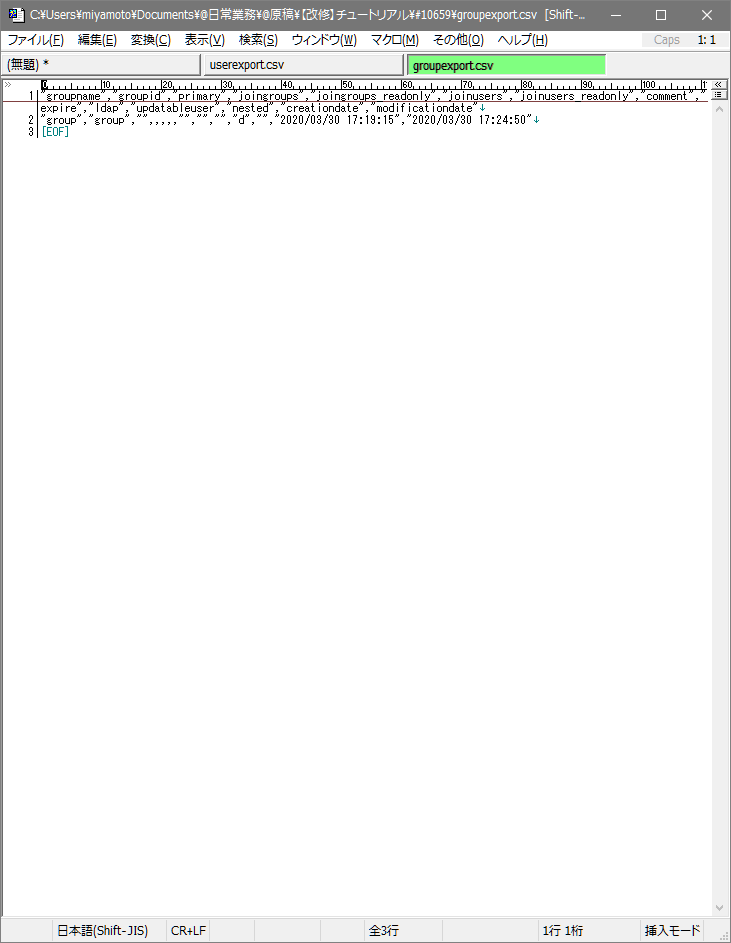 C:¥Users¥miyamoto¥Documents¥@日常業務¥@原稿¥【改修】チュートリアル¥#10659¥groupexport.csv [Shift-...
ファイル(F) 編集(E) 変換(C) 表示(V) 検索(S) ウィンドウ(W) マクロ(M) その他(O) ヘルプ(H) Caps 1: 1
(無題) * userexport.csv groupexport.csv
0 10 20 30 40 50 60 70 80 90 100 1
1 "groupname","groupid","primary","joingroups","joingroups_readonly","joinusers","joinusers_readonly","comment","
expire","ldap","updatableuser","nested","creationdate","modificationdate"↓
2 "group","group","",,,,,"","","","d","","2020/03/30 17:19:15","2020/03/30 17:24:50"↓
3 [EOF]
日本語(Shift-JIS) CR+LF 全3行 1行 1桁 挿入モード